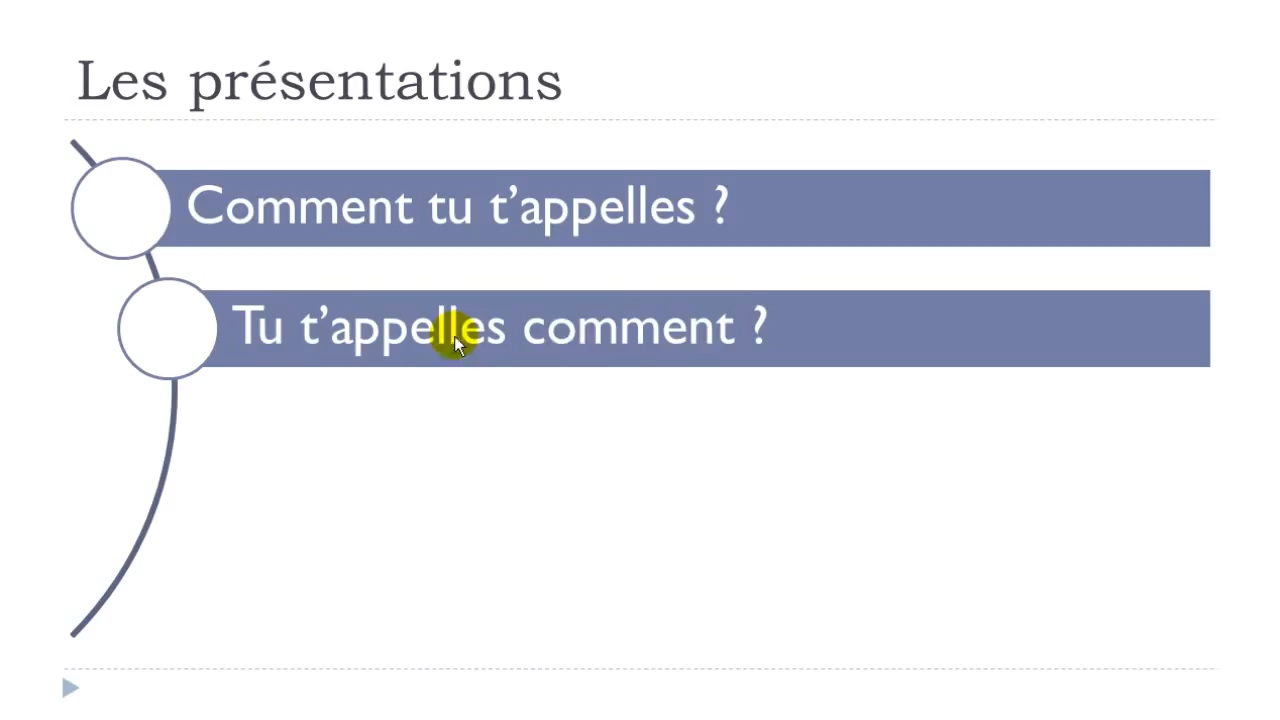 Les présentations
Comment tu t’appelles ?
Tu t’appelles comment ?